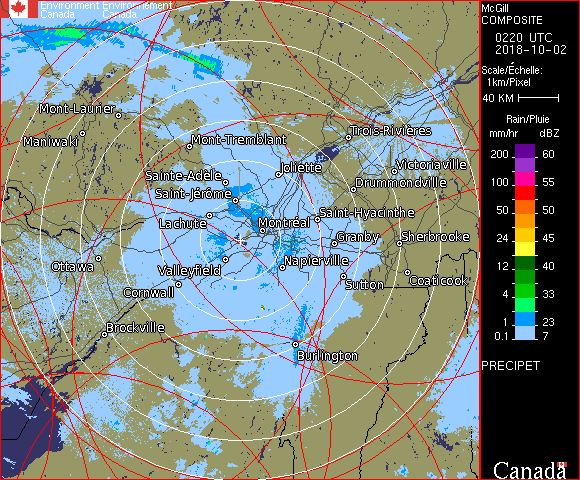 Environment Environnement
Canada Canada
McGill
COMPOSITE
0220 UTC
2018-10-02
Scale/Échelle:
1km/Pixel
40 KM
Rain/Pluie
mm/hr dBZ
200 60
100 55
50 50
24 45
12 40
4 33
1 23
0.1 7
PRECIPET
Canada
Mont-Laurier
Maniwaki
Mont-Tremblant
Trois-Rivières
Joliette
Victoriaville
Sainte-Adèle
Drummondville
Saint-Jérôme
Lachute
Montréal
Saint-Hyacinthe
Granby
Sherbrooke
Ottawa
Valleyfield
Napierville
Cornwall
Sutton
Coaticook
Brockville
Burlington